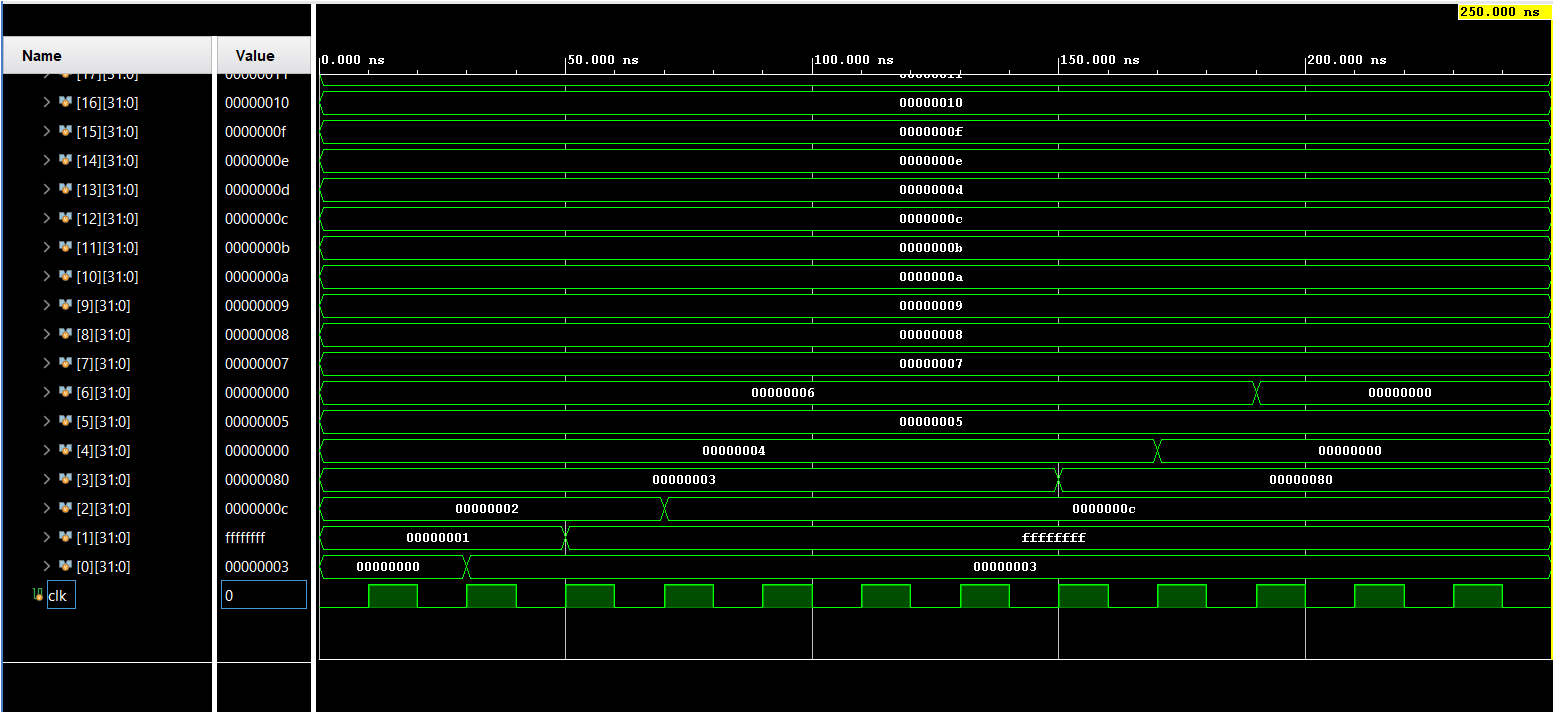 250.000 ns
Name Value
0.000 ns 50.000 ns 100.000 ns 150.000 ns 200.000 ns
[17][31:0] 00000011 00000011
[16][31:0] 00000010 00000010
[15][31:0] 0000000f 0000000f
[14][31:0] 0000000e 0000000e
[13][31:0] 0000000d 0000000d
[12][31:0] 0000000c 0000000c
[11][31:0] 0000000b 0000000b
[10][31:0] 0000000a 0000000a
[9][31:0] 00000009 00000009
[8][31:0] 00000008 00000008
[7][31:0] 00000007 00000007
[6][31:0] 00000000 00000006 00000000
[5][31:0] 00000005 00000005
[4][31:0] 00000000 00000004 00000000
[3][31:0] 00000080 00000003 00000080
[2][31:0] 0000000c 00000002 0000000c
[1][31:0] ffffffff 00000001 ffffffff
[0][31:0] 00000003 00000000 00000003
clk 0